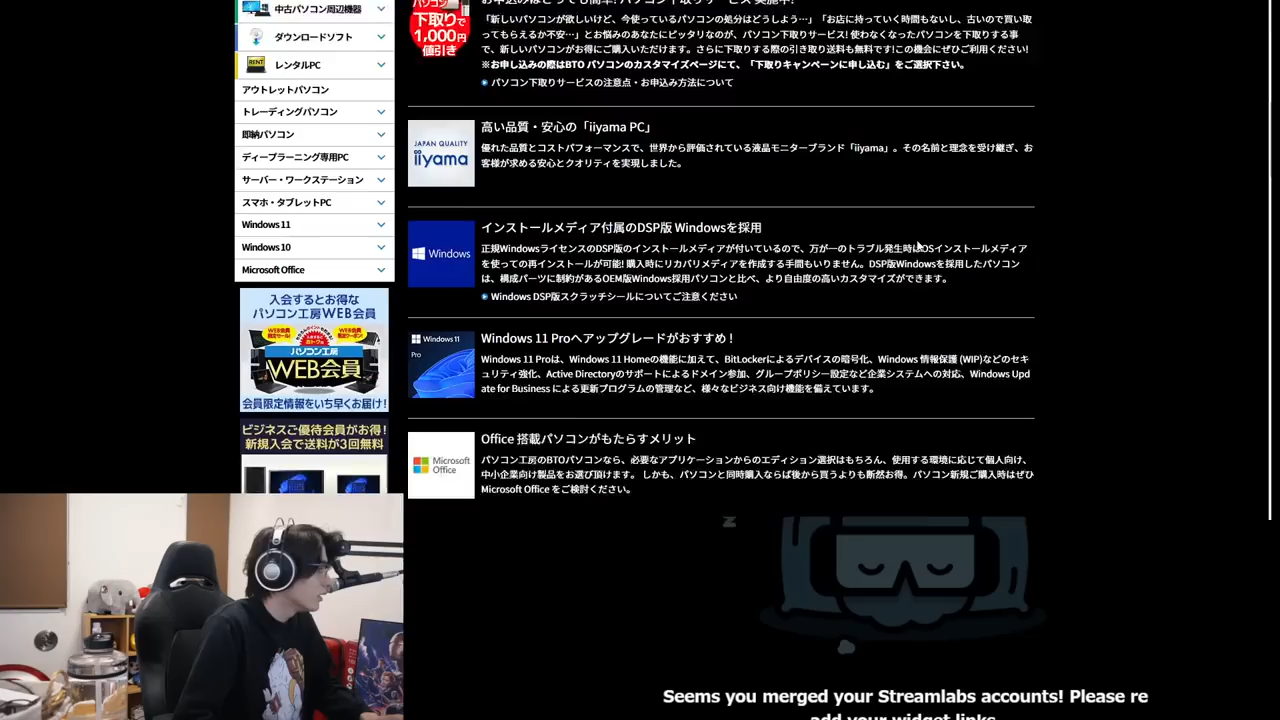 中古パソコン周辺機器
ダウンロードソフト
RENT
レンタルPC
アウトレットパソコン
トレーディングパソコン
即納パソコン
ディープラーニング専用PC
サーバー・ワークステーション
スマホ・タブレットPC
Windows 11
Windows 10
Microsoft Office
入会するとお得な
パソコン工房WEB会員
パソコン工房
WEB会員
会員限定情報をいち早くお届け!
ビジネスご優待会員がお得!
新規入会で送料が3回無料
下取りで
1,000円
値引き
「新しいパソコンが欲しいけど、今使っているパソコンの処分はどうしよう…」「お店に持っていく時間もないし、古いので買い取
ってもらえるか不安…」とお悩みのあなたにピッタリなのが、パソコン下取りサービス! 使わなくなったパソコンを下取りする事
で、新しいパソコンがお得にご購入いただけます。さらに下取りする際の引き取り送料も無料です!この機会にぜひご利用ください!
※お申し込みの際はBTO パソコンのカスタマイズページにて、「下取りキャンペーンに申し込む」をご選択下さい。
パソコン下取りサービスの注意点・お申込み方法について
JAPAN QUALITY
iiyama
高い品質・安心の「iiyama PC」
優れた品質とコストパフォーマンスで、世界から評価されている液晶モニターブランド「iiyama」。その名前と理念を受け継ぎ、お
客様が求める安心とクオリティを実現しました。
Windows
インストールメディア付属のDSP版 Windowsを採用
正規WindowsライセンスのDSP版のインストールメディアが付いているので、万が一のトラブル発生時にOSインストールメディア
を使っての再インストールが可能! 購入時にリカバリメディアを作成する手間もいりません。DSP版Windowsを採用したパソコン
は、構成パーツに制約があるOEM版Windows採用パソコンと比べ、より自由度の高いカスタマイズができます。
Windows DSP版スクラッチシールについてご注意ください
Windows 11
Pro
Windows 11 Proへアップグレードがおすすめ!
Windows 11 Proは、Windows 11 Homeの機能に加えて、BitLockerによるデバイスの暗号化、Windows 情報保護 (WIP)などのセキ
ュリティ強化、Active Directoryのサポートによるドメイン参加、グループポリシー設定など企業システムへの対応、Windows Upd
ate for Business による更新プログラムの管理など、様々なビジネス向け機能を備えています。
Microsoft
Office
Office 搭載パソコンがもたらすメリット
パソコン工房のBTOパソコンなら、必要なアプリケーションからのエディション選択はもちろん、使用する環境に応じて個人向け、
中小企業向け製品をお選び頂けます。 しかも、パソコンと同時購入ならば後から買うよりも断然お得。パソコン新規ご購入時はぜひ
Microsoft Office をご検討ください。
Z
Seems you merged your Streamlabs accounts! Please re
add your widget links